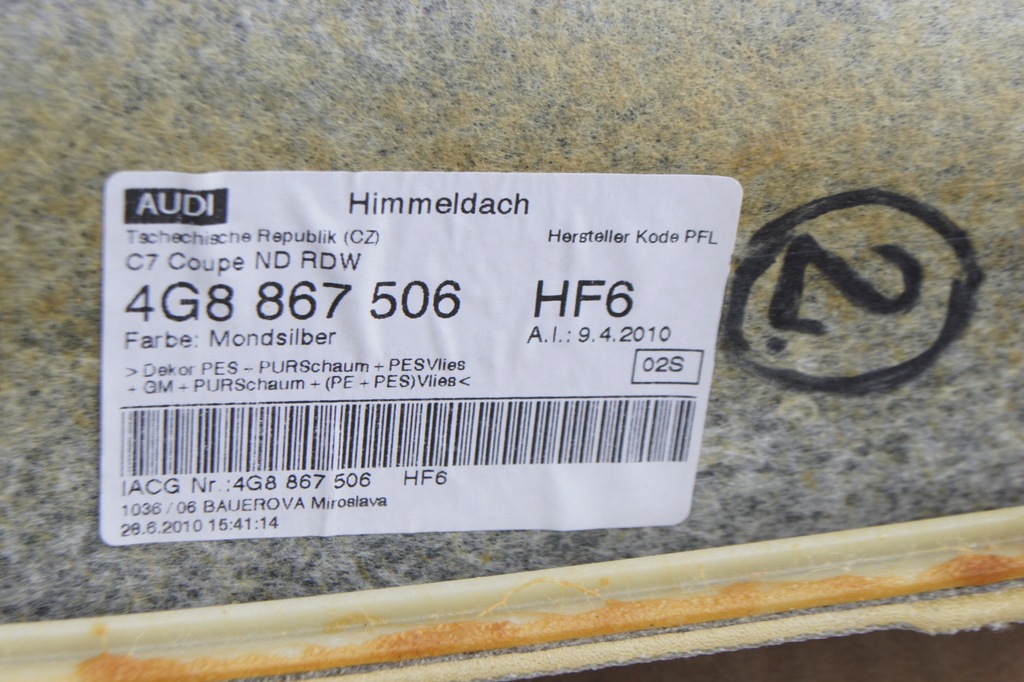 AUDI Himmeldach
Tschechische Republik (CZ) Hersteller Kode PFL
C7 Coupe ND RDW
4G8 867 506 HF6
Farbe: Mondsilber A.I.: 9.4.2010
> Dekor PES + PURSchaum + PESVlies
+ GM + PURSchaum + (PE + PES)Vlies<
02S
IACG Nr.:4G8 867 506 HF6
1036 / 06 BAUEROVA Miroslava
28.6.2010 15:41:14
2.